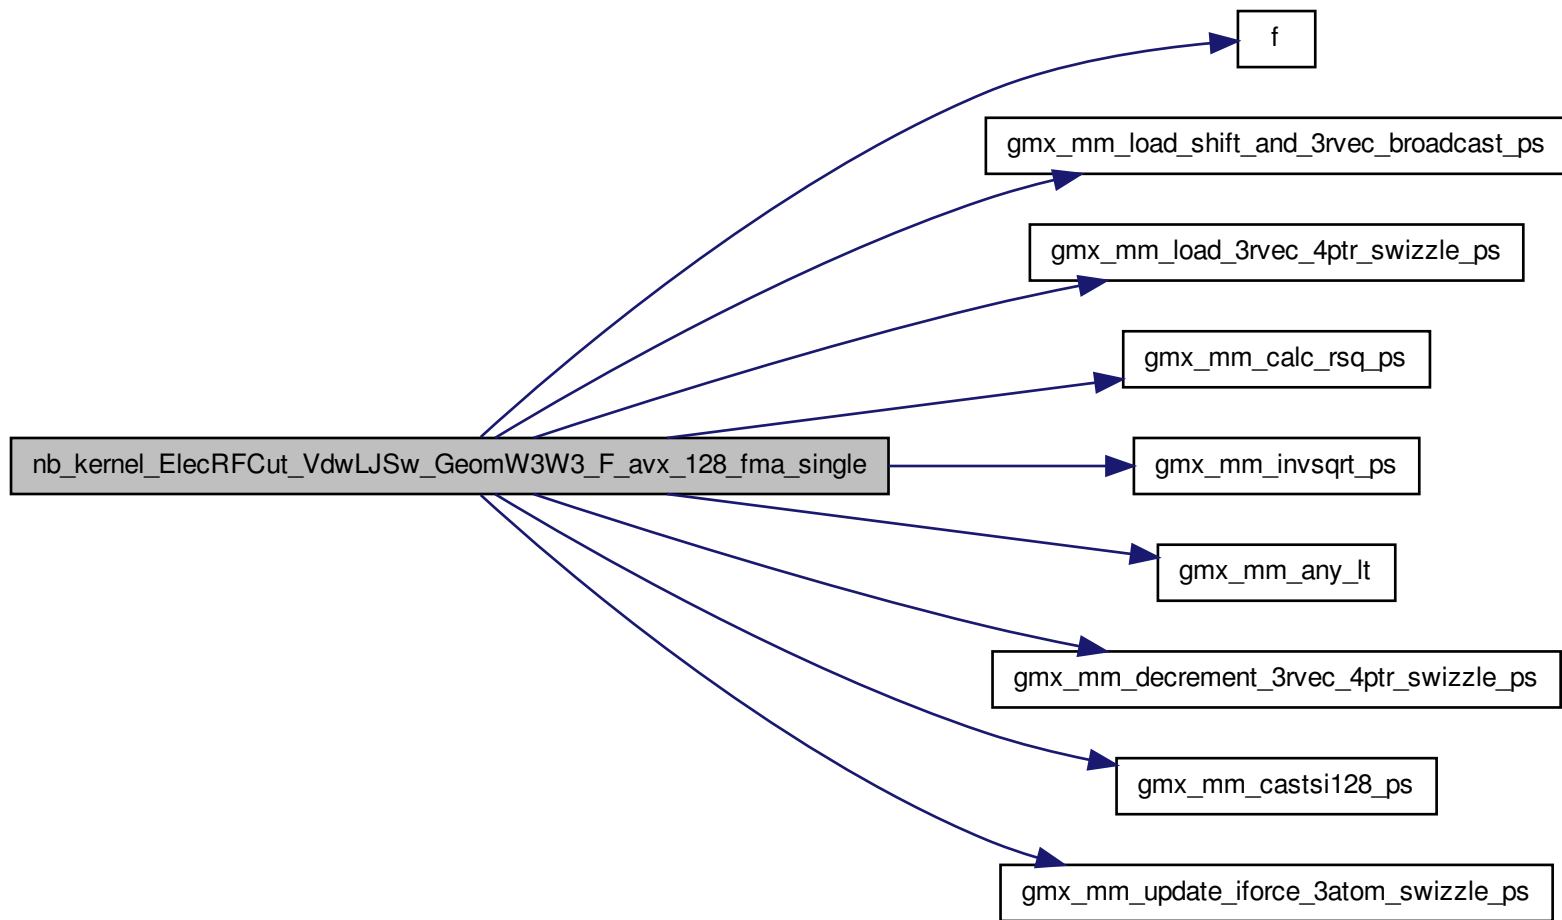 f
gmx_mm_load_shift_and_3rvec_broadcast_ps
gmx_mm_load_3rvec_4ptr_swizzle_ps
gmx_mm_calc_rsq_ps
nb_kernel_ElecRFCut_VdwLJSw_GeomW3W3_F_avx_128_fma_single
gmx_mm_invsqrt_ps
gmx_mm_any_lt
gmx_mm_decrement_3rvec_4ptr_swizzle_ps
gmx_mm_castsi128_ps
gmx_mm_update_iforce_3atom_swizzle_ps